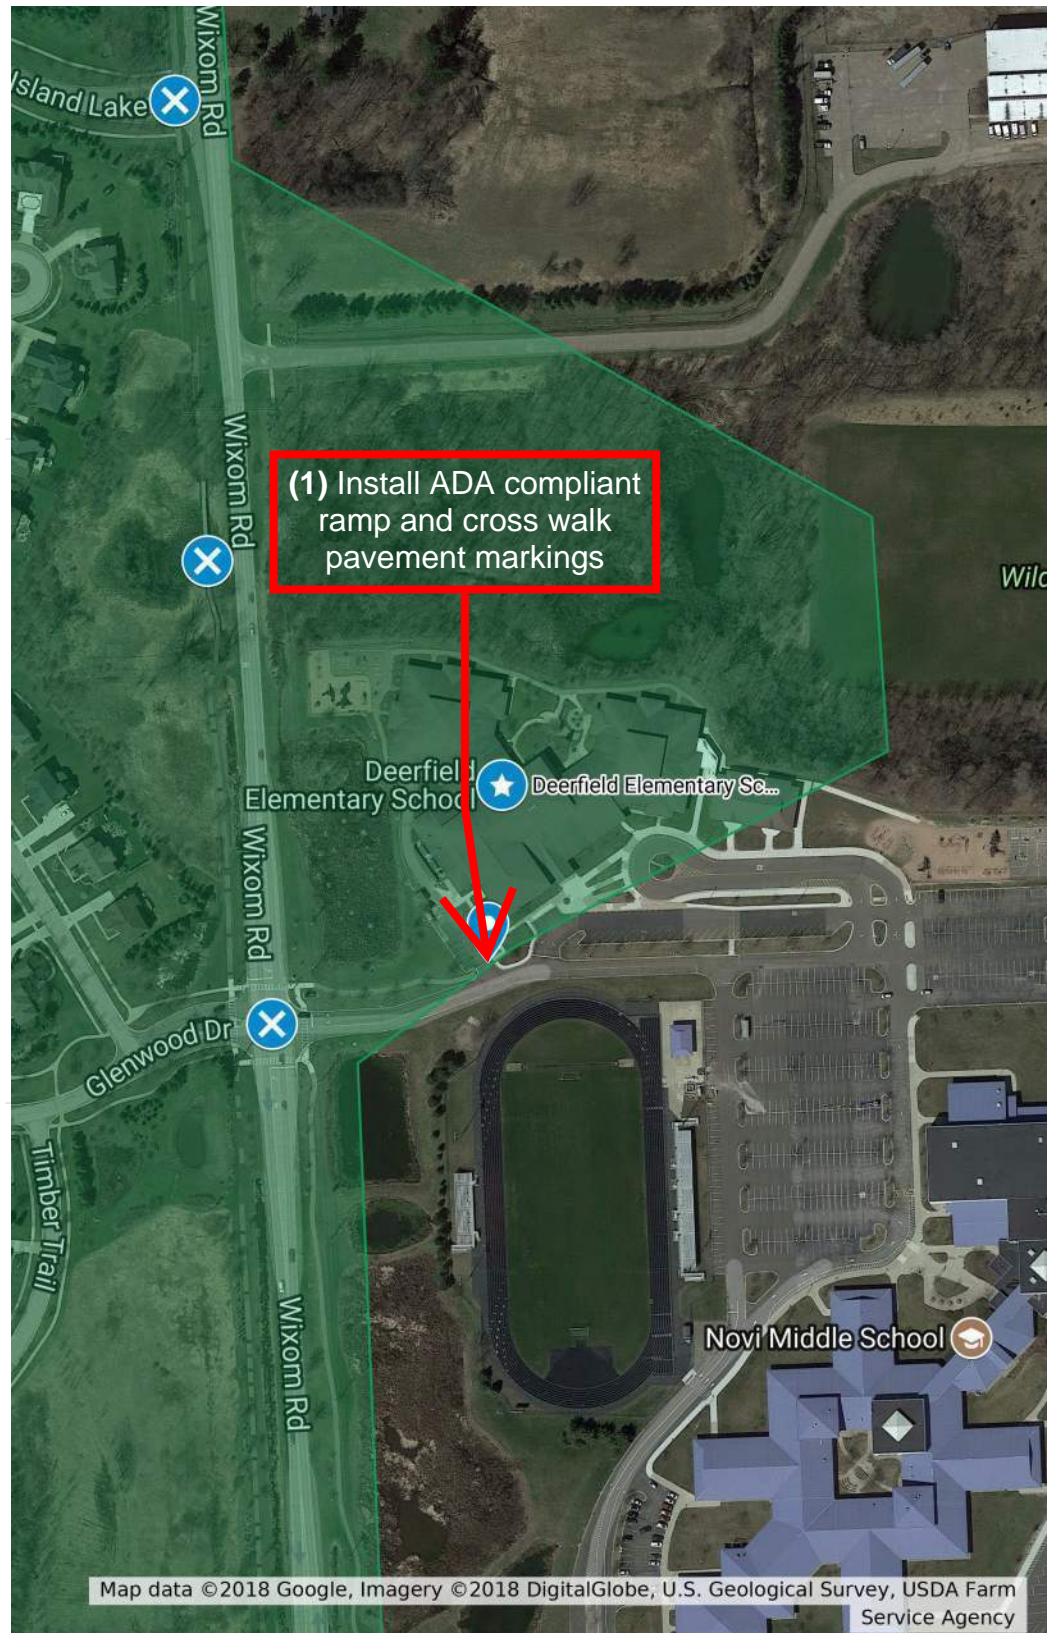 Wixom Rd
Island Lake
Wixom Rd
(1) Install ADA compliant
ramp and cross walk
pavement markings
Wild
Deerfield
Elementary School
Deerfield Elementary Sc...
Wixom Rd
Glenwood Dr
Timber Trail
Wixom Rd
Novi Middle School
Map data ©2018 Google, Imagery ©2018 DigitalGlobe, U.S. Geological Survey, USDA Farm
Service Agency